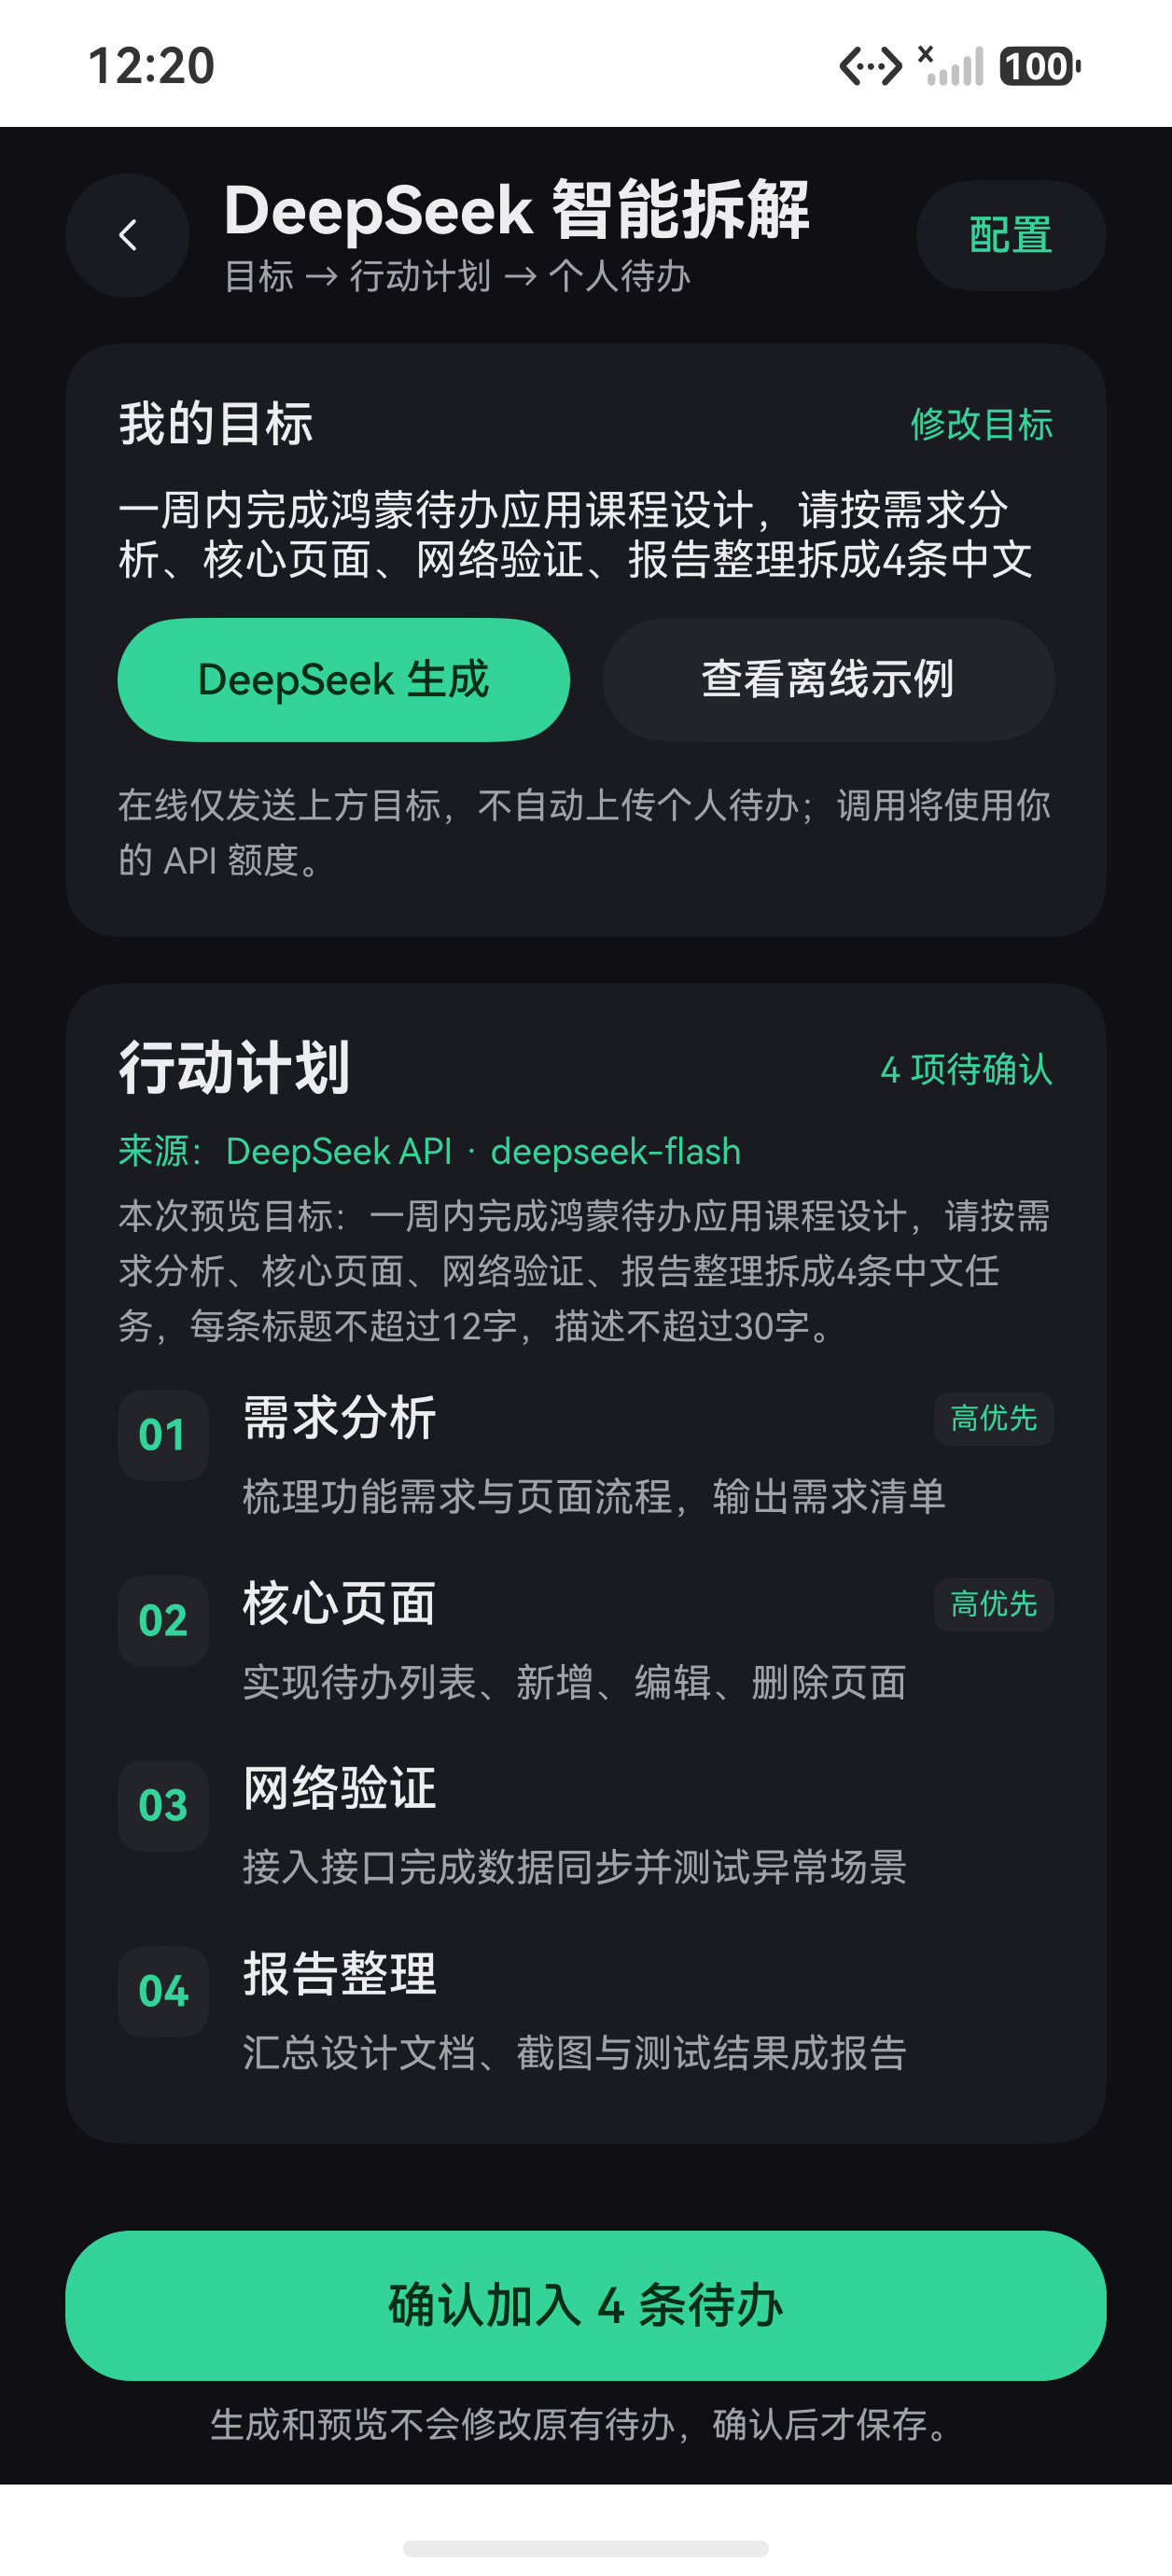 12:20
100
DeepSeek 智能拆解
目标 → 行动计划 → 个人待办
配置
我的目标
修改目标
一周内完成鸿蒙待办应用课程设计，请按需求分
析、核心页面、网络验证、报告整理拆成4条中文
DeepSeek 生成
查看离线示例
在线仅发送上方目标，不自动上传个人待办；调用将使用你
的 API 额度。
行动计划
4 项待确认
来源：DeepSeek API · deepseek-flash
本次预览目标：一周内完成鸿蒙待办应用课程设计，请按需
求分析、核心页面、网络验证、报告整理拆成4条中文任
务，每条标题不超过12字，描述不超过30字。
01
需求分析
高优先
梳理功能需求与页面流程，输出需求清单
02
核心页面
高优先
实现待办列表、新增、编辑、删除页面
03
网络验证
接入接口完成数据同步并测试异常场景
04
报告整理
汇总设计文档、截图与测试结果成报告
确认加入 4 条待办
生成和预览不会修改原有待办，确认后才保存。